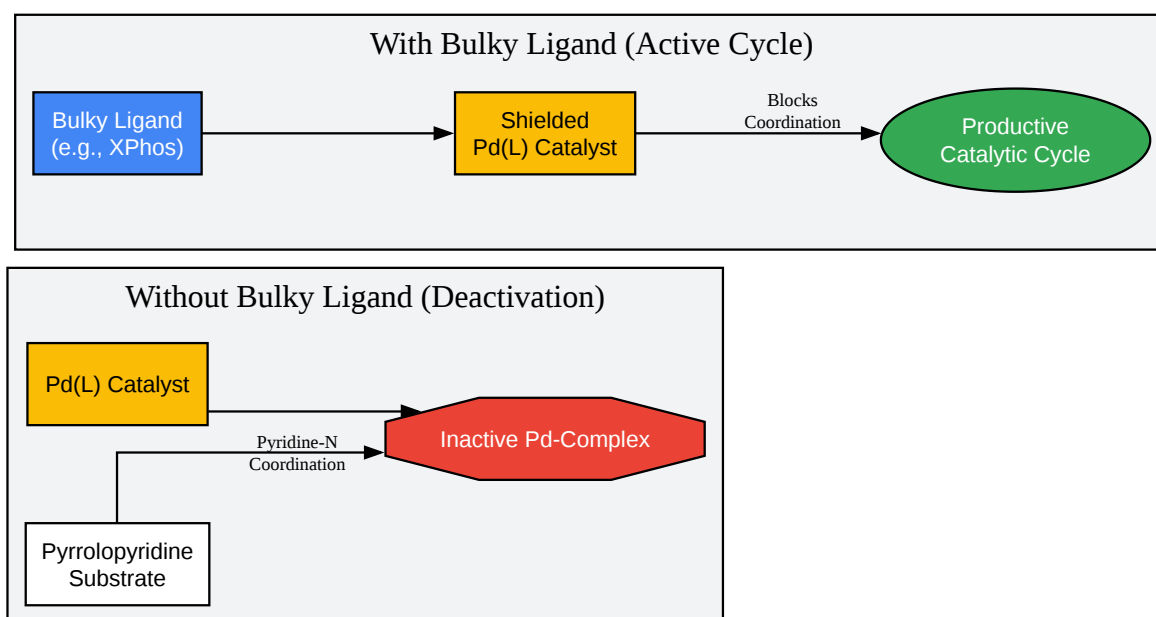 With Bulky Ligand (Active Cycle)
Bulky Ligand
(e.g., XPhos)
Shielded
Pd(L) Catalyst
Blocks
Coordination
Productive
Catalytic Cycle
Without Bulky Ligand (Deactivation)
Pd(L) Catalyst
Pyridine-N
Coordination
Inactive Pd-Complex
Pyrrolopyridine
Substrate